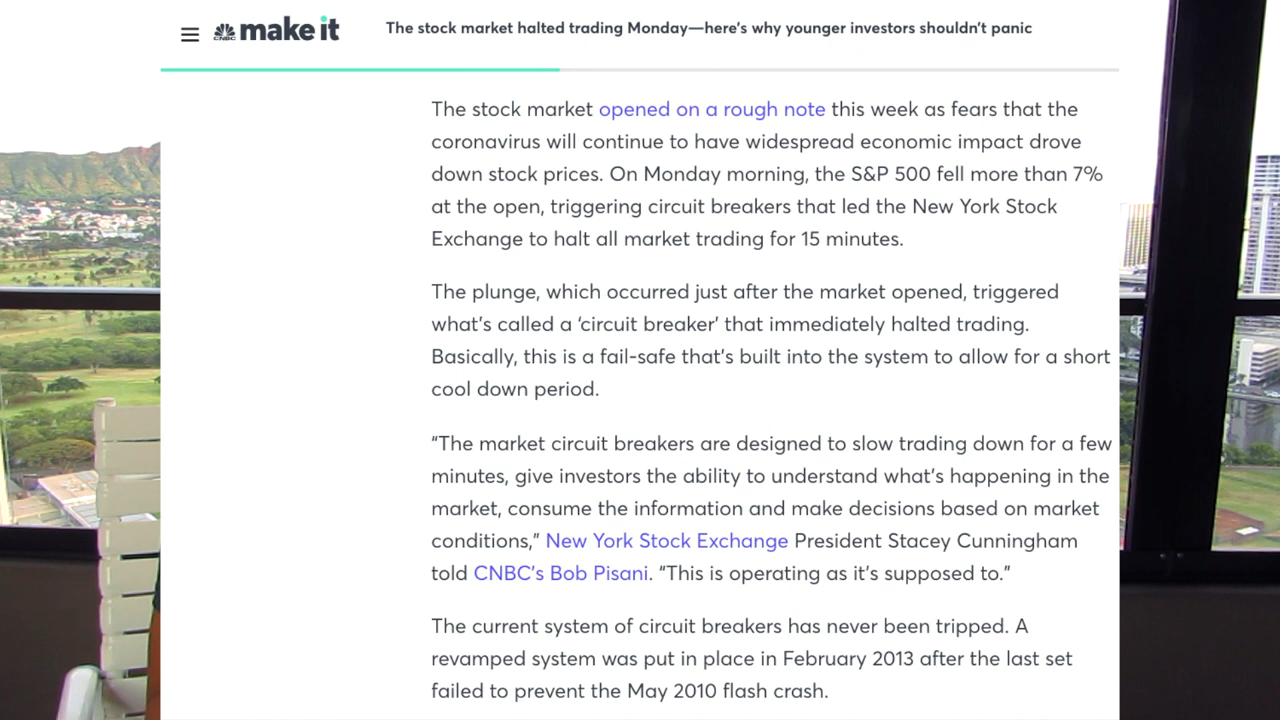 CNBC
make it
The stock market halted trading Monday—here's why younger investors shouldn't panic
The stock market opened on a rough note this week as fears that the
coronavirus will continue to have widespread economic impact drove
down stock prices. On Monday morning, the S&P 500 fell more than 7%
at the open, triggering circuit breakers that led the New York Stock
Exchange to halt all market trading for 15 minutes.
The plunge, which occurred just after the market opened, triggered
what's called a ‘circuit breaker’ that immediately halted trading.
Basically, this is a fail-safe that's built into the system to allow for a short
cool down period.
“The market circuit breakers are designed to slow trading down for a few
minutes, give investors the ability to understand what's happening in the
market, consume the information and make decisions based on market
conditions,” New York Stock Exchange President Stacey Cunningham
told CNBC's Bob Pisani. “This is operating as it's supposed to.”
The current system of circuit breakers has never been tripped. A
revamped system was put in place in February 2013 after the last set
failed to prevent the May 2010 flash crash.